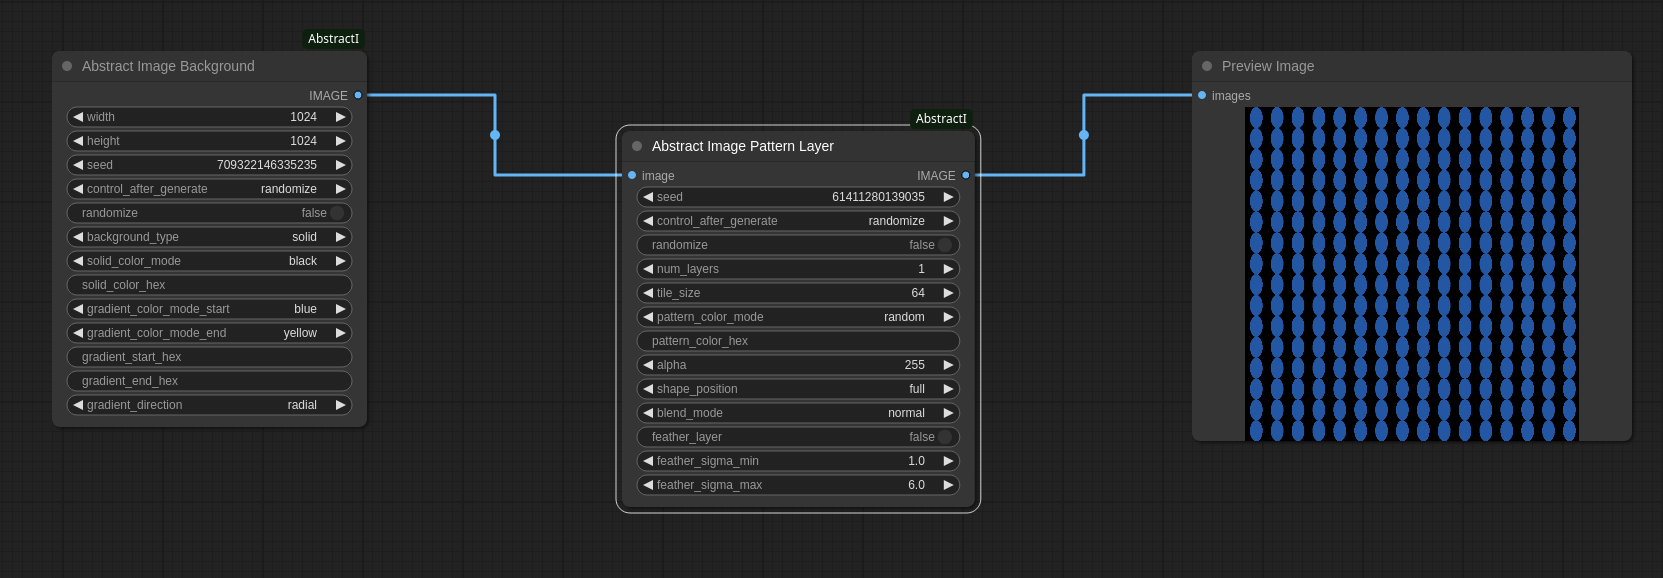 AbstractI
Abstract Image Background
IMAGE
width 1024
height 1024
seed 709322146335235
control_after_generate randomize
randomize false
background_type solid
solid_color_mode black
solid_color_hex
gradient_color_mode_start blue
gradient_color_mode_end yellow
gradient_start_hex
gradient_end_hex
gradient_direction radial
AbstractI
Abstract Image Pattern Layer
image IMAGE
seed 61411280139035
control_after_generate randomize
randomize false
num_layers 1
tile_size 64
pattern_color_mode random
pattern_color_hex
alpha 255
shape_position full
blend_mode normal
feather_layer false
feather_sigma_min 1.0
feather_sigma_max 6.0
Preview Image
images